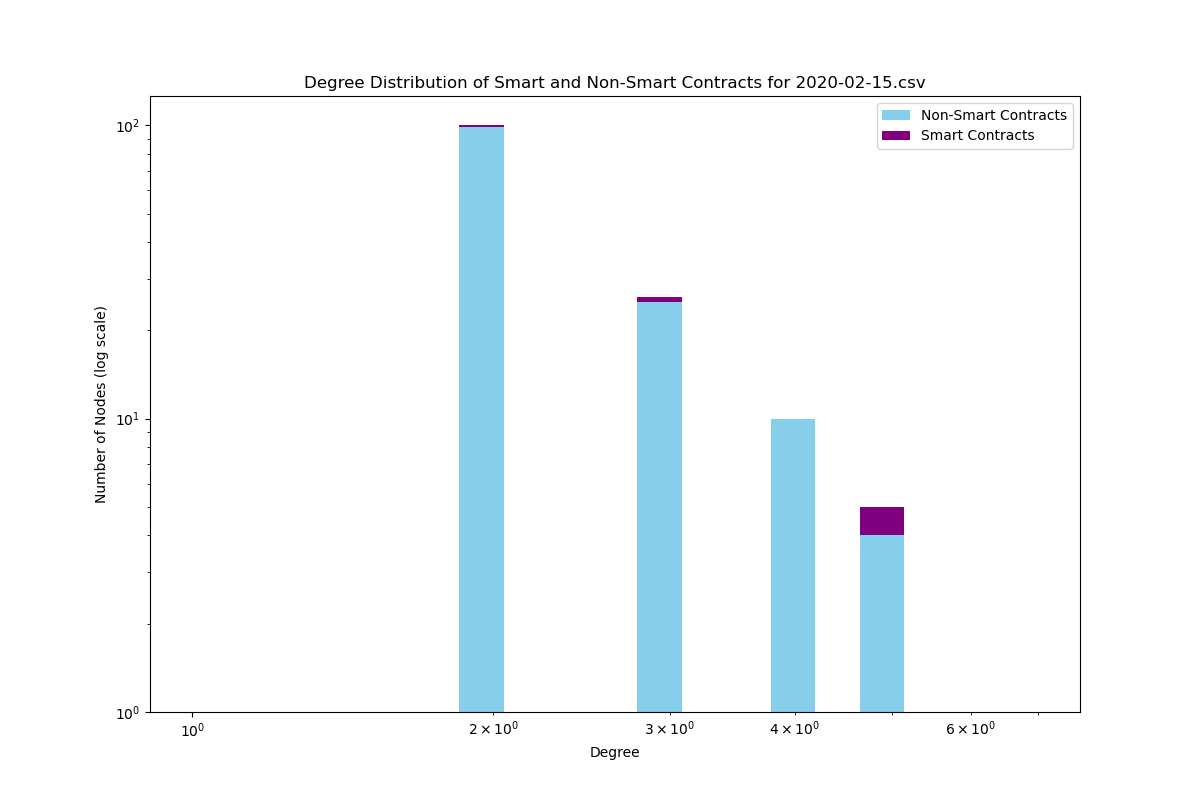 Degree Distribution of Smart and Non-Smart Contracts for 2020-02-15.csv
Non-Smart Contracts
Smart Contracts
Number of Nodes (log scale)
10²
10¹
10⁰
10⁰
2 × 10⁰
3 × 10⁰
4 × 10⁰
6 × 10⁰
Degree